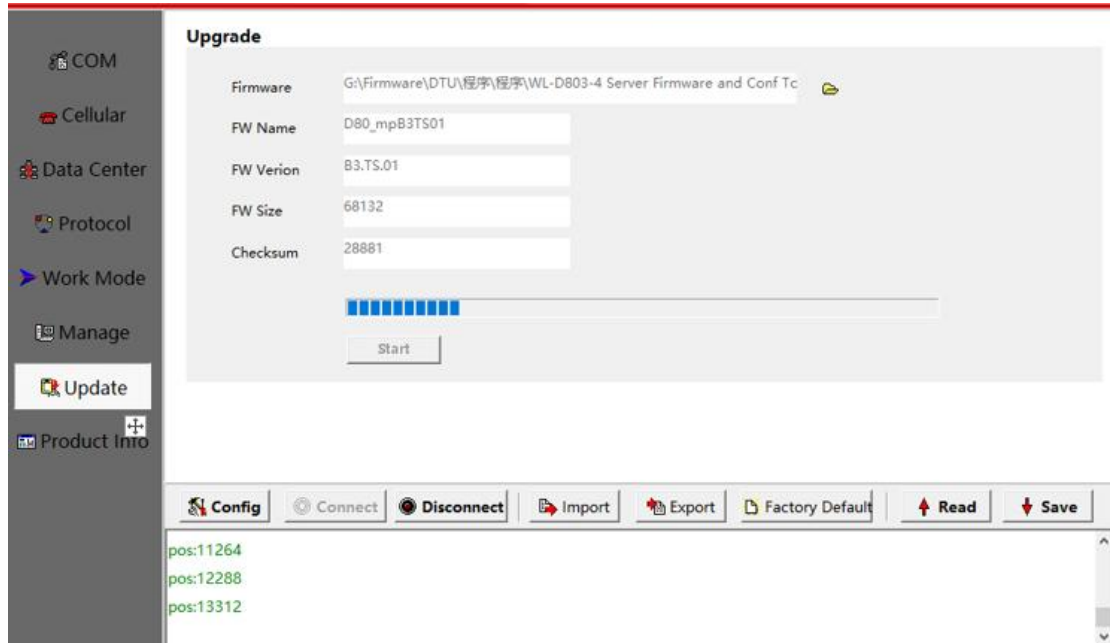 Upgrade
COM
Cellular
Data Center
Protocol
Work Mode
Manage
Update
Product Info
Firmware G:\Firmware\DTU\程序\程序\WL-D803-4 Server Firmware and Conf Tc
FW Name D80_mpB3TS01
FW Verion B3.TS.01
FW Size 68132
Checksum 28881
Start
Config Connect Disconnect Import Export Factory Default Read Save
pos:11264
pos:12288
pos:13312